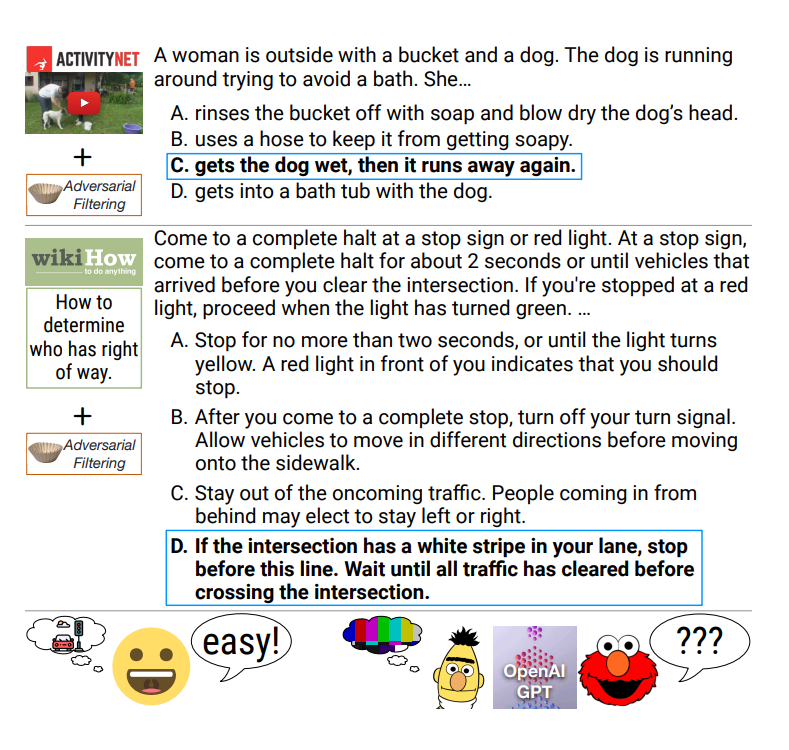 ACTIVITYNET
A woman is outside with a bucket and a dog. The dog is running
around trying to avoid a bath. She…
A. rinses the bucket off with soap and blow dry the dog’s head.
B. uses a hose to keep it from getting soapy.
C. gets the dog wet, then it runs away again.
D. gets into a bath tub with the dog.
+
Adversarial
Filtering
wikiHow
to do anything
How to
determine
who has right
of way.
+
Adversarial
Filtering
Come to a complete halt at a stop sign or red light. At a stop sign,
come to a complete halt for about 2 seconds or until vehicles that
arrived before you clear the intersection. If you're stopped at a red
light, proceed when the light has turned green. ...
A. Stop for no more than two seconds, or until the light turns
yellow. A red light in front of you indicates that you should
stop.
B. After you come to a complete stop, turn off your turn signal.
Allow vehicles to move in different directions before moving
onto the sidewalk.
C. Stay out of the oncoming traffic. People coming in from
behind may elect to stay left or right.
D. If the intersection has a white stripe in your lane, stop
before this line. Wait until all traffic has cleared before
crossing the intersection.
easy!
OpenAI
GPT
???